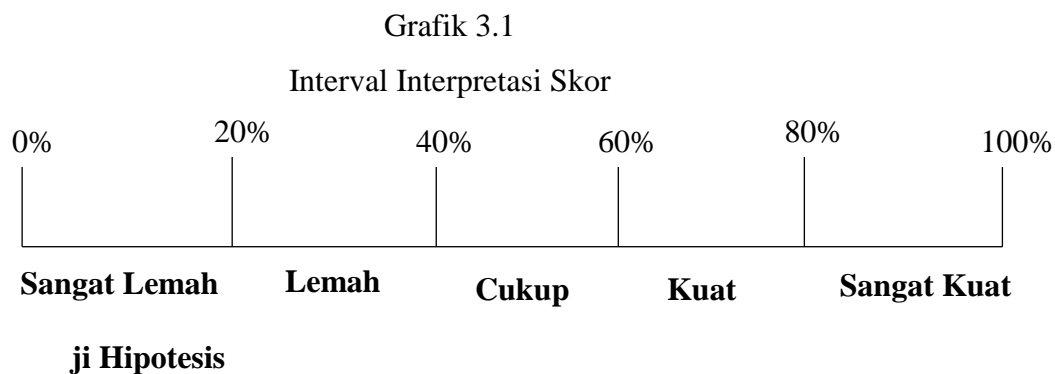 Grafik 3.1
Interval Interpretasi Skor
0% 20% 40% 60% 80% 100%
Sangat Lemah Lemah Cukup Kuat Sangat Kuat
ji Hipotesis